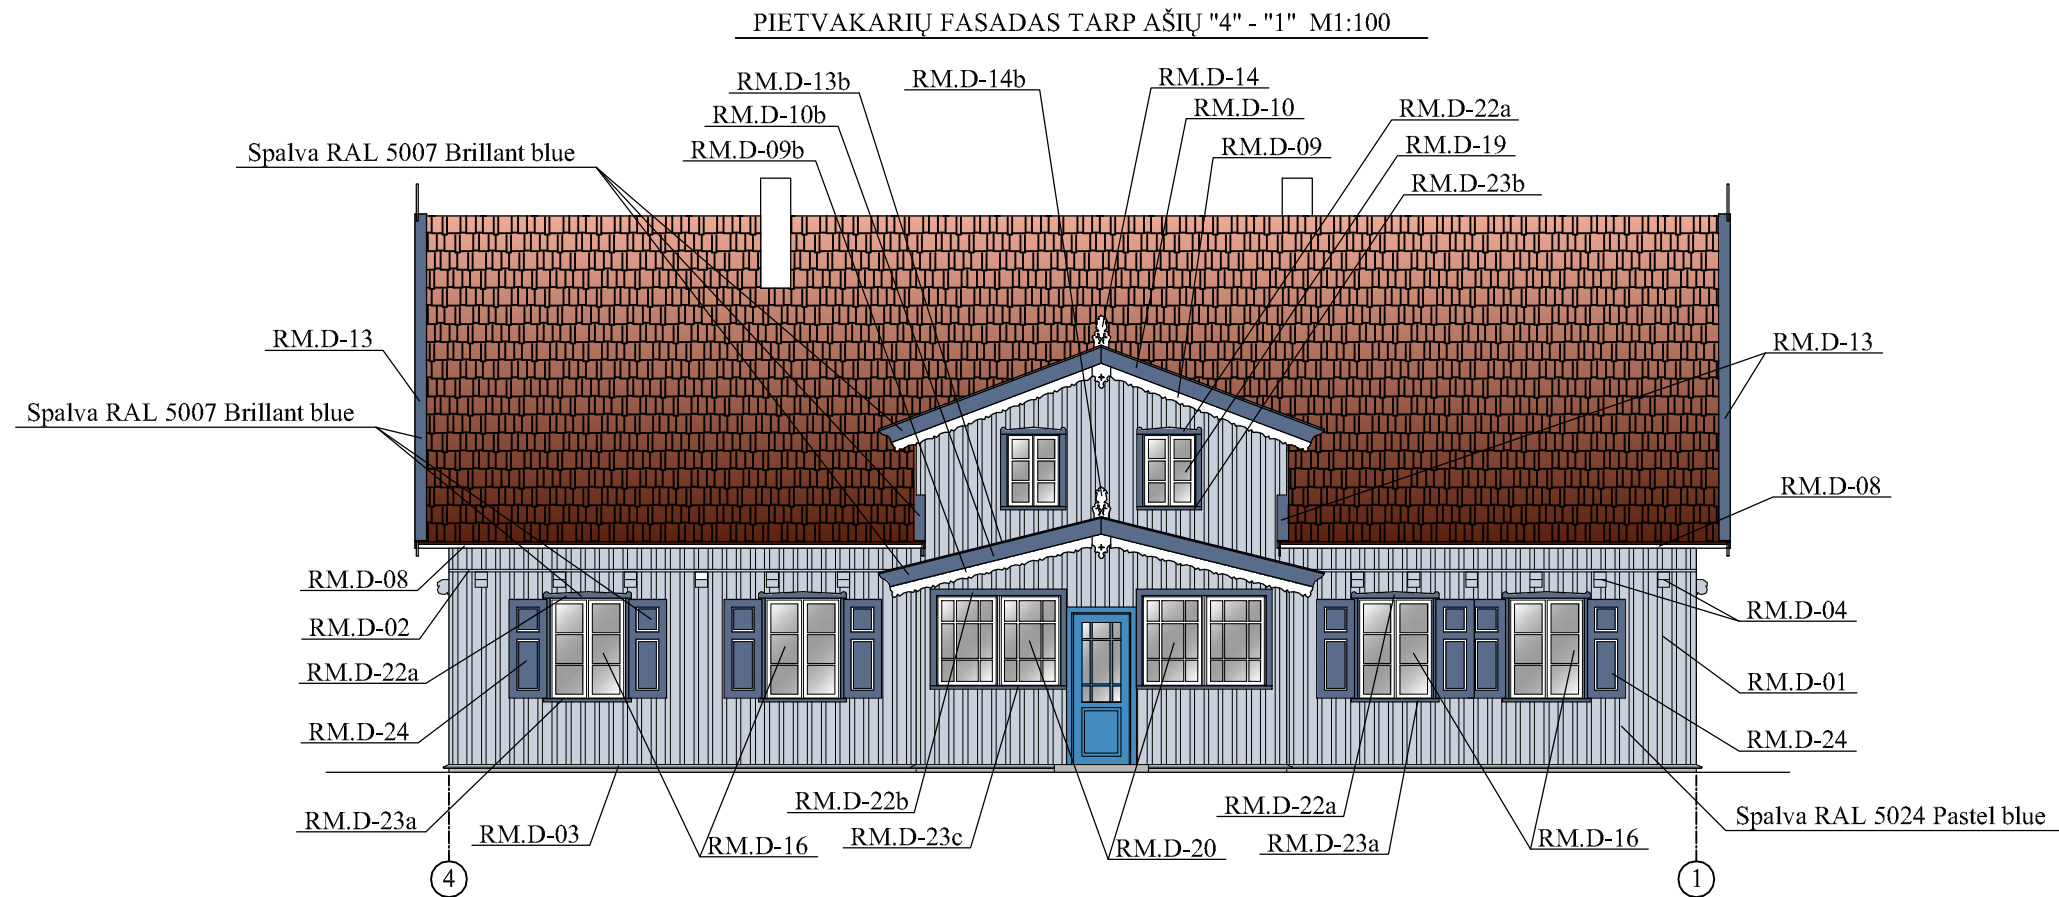 PIETVAKARIŲ FASADAS TARP AŠIŲ "4" - "1" M1:100
RM.D-13b
RM.D-14b
RM.D-14
RM.D-10b
RM.D-10
RM.D-22a
RM.D-09b
RM.D-09
RM.D-19
Spalva RAL 5007 Brillant blue
RM.D-23b
RM.D-13
RM.D-13
Spalva RAL 5007 Brillant blue
RM.D-08
RM.D-08
RM.D-02
RM.D-04
RM.D-22a
RM.D-01
RM.D-24
RM.D-24
RM.D-22b
RM.D-22a
RM.D-23a
RM.D-03
RM.D-16
RM.D-23c
RM.D-20
RM.D-23a
RM.D-16
Spalva RAL 5024 Pastel blue
4
1